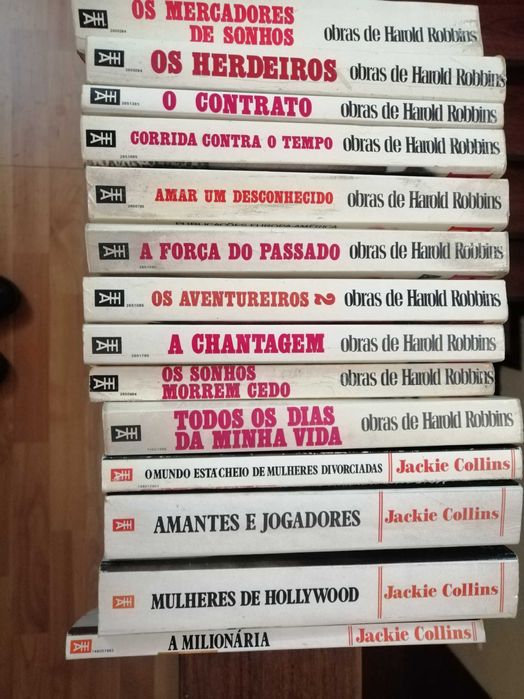 OS MERCADORES
DE SONHOS
obras de Harold Robbins
OS HERDEIROS
obras de Harold Robbins
O CONTRATO
obras de Harold Robbins
CORRIDA CONTRA O TEMPO
obras de Harold Robbins
AMAR UM DESCONHECIDO
obras de Harold Robbins
PUBLICAÇÕES EUROPA-AMÉRICA
A FORÇA DO PASSADO
obras de Harold Robbins
OS AVENTUREIROS 2
obras de Harold Robbins
A CHANTAGEM
obras de Harold Robbins
OS SONHOS
MORREM CEDO
obras de Harold Robbins
TODOS OS DIAS
DA MINHA VIDA
obras de Harold Robbins
O MUNDO ESTA CHEIO DE MULHERES DIVORCIADAS
Jackie Collins
AMANTES E JOGADORES
Jackie Collins
MULHERES DE HOLLYWOOD
Jackie Collins
A MILIONÁRIA
Jackie Collins